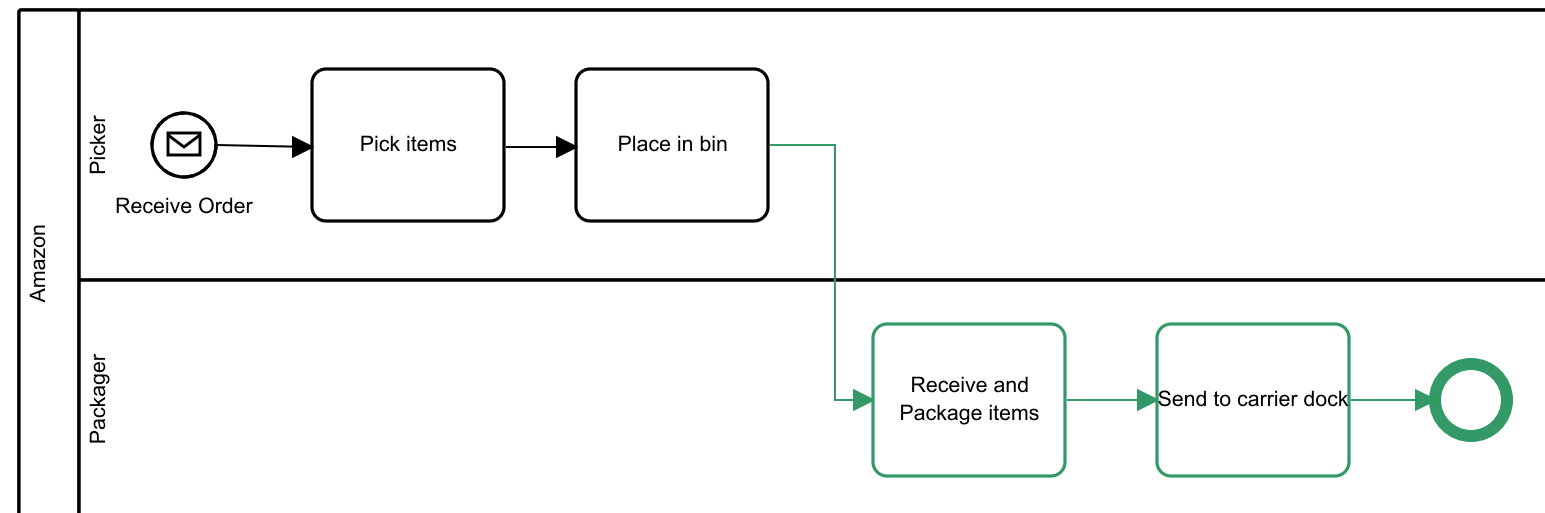 Amazon
Picker
Receive Order
Pick items
Place in bin
Packager
Receive and
Package items
Send to carrier dock